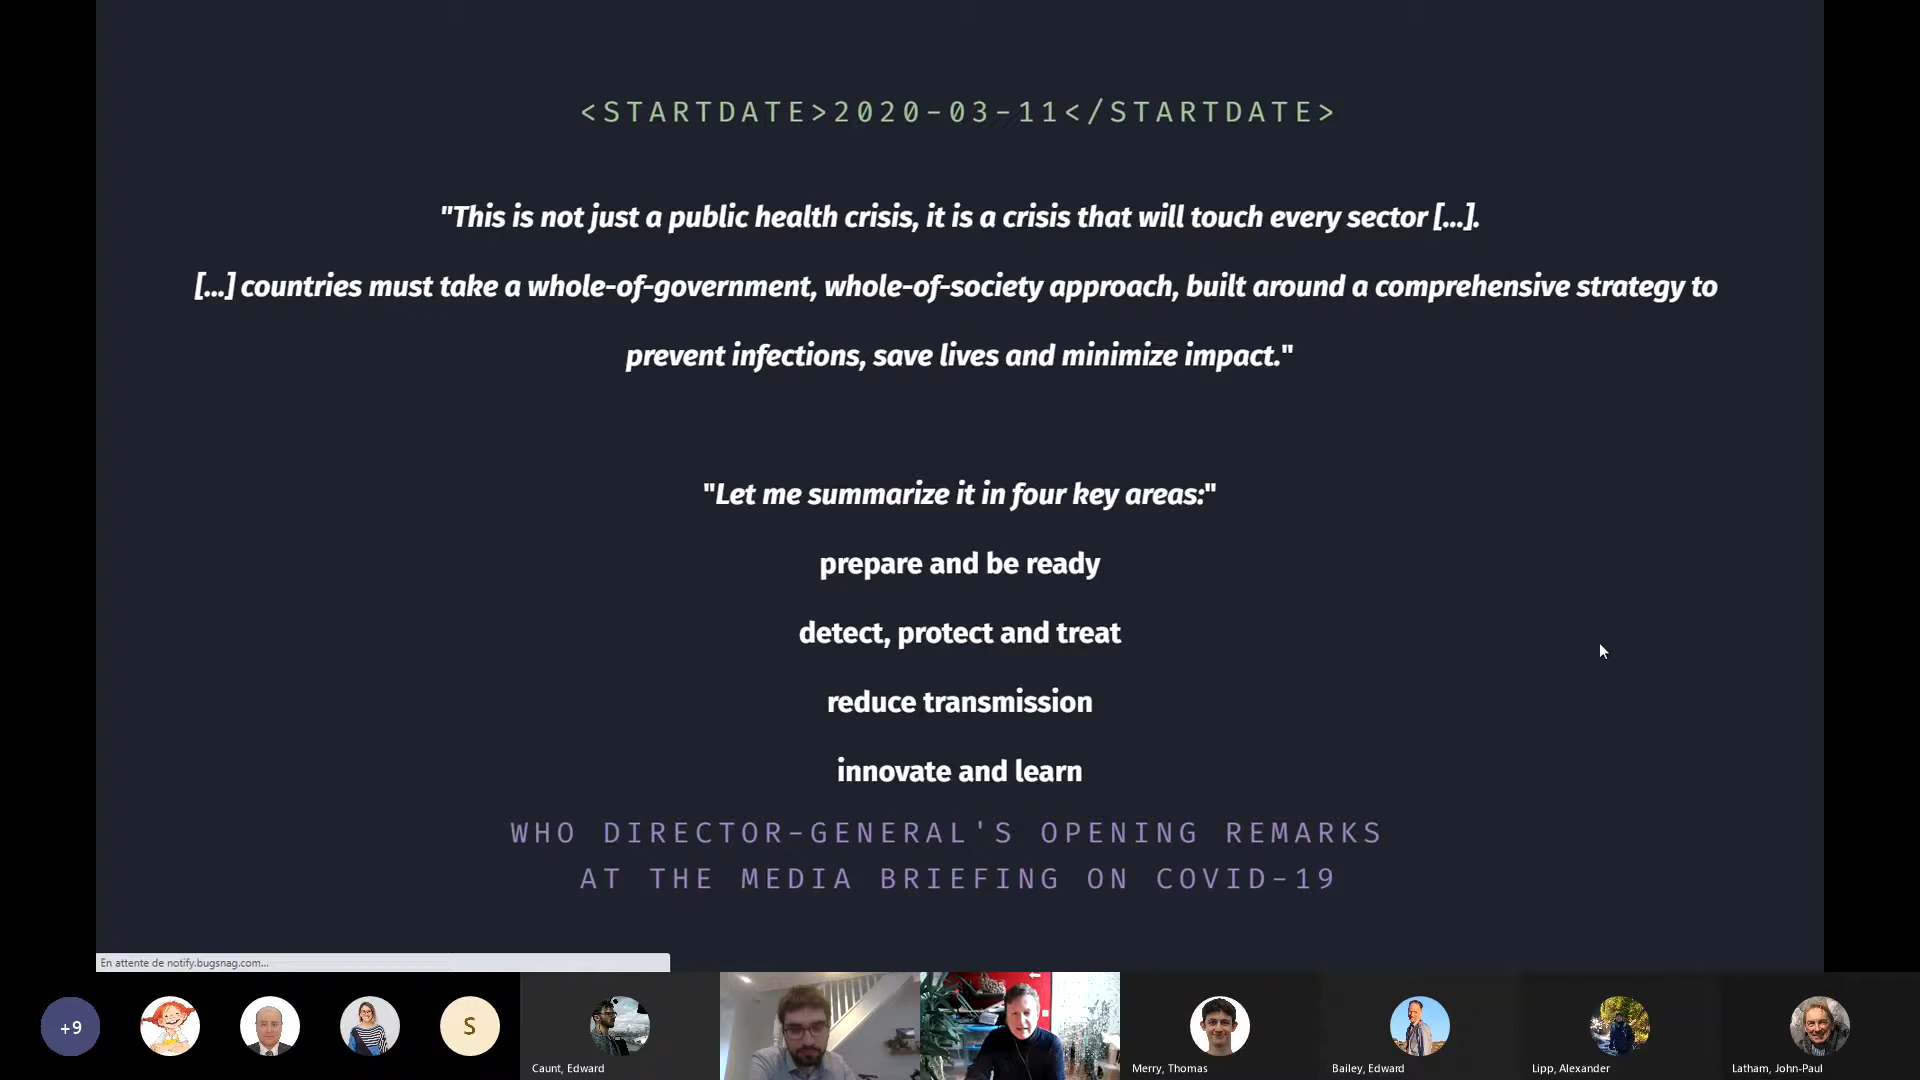 <STARTDATE>2020-03-11</STARTDATE>
"This is not just a public health crisis, it is a crisis that will touch every sector [...].
[...] countries must take a whole-of-government, whole-of-society approach, built around a comprehensive strategy to
prevent infections, save lives and minimize impact."
"Let me summarize it in four key areas:"
prepare and be ready
detect, protect and treat
reduce transmission
innovate and learn
WHO DIRECTOR-GENERAL'S OPENING REMARKS
AT THE MEDIA BRIEFING ON COVID-19
En attente de notify.bugsnag.com...
+9
S
Caunt, Edward
Merry, Thomas
Bailey, Edward
Lipp, Alexander
Latham, John-Paul